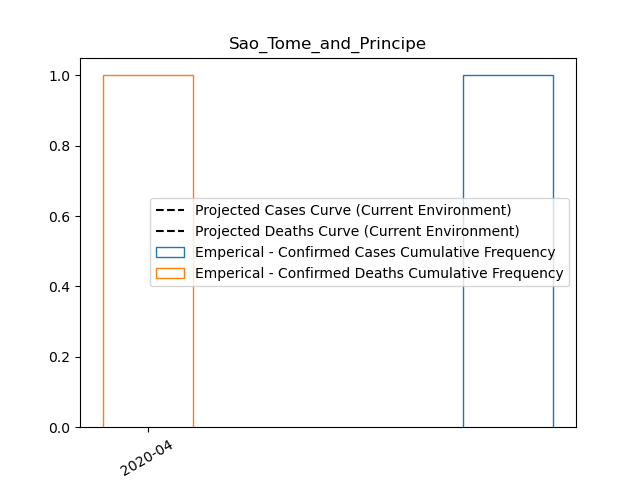 Sao_Tome_and_Principe
1.0
0.8
0.6
0.4
0.2
0.0
Projected Cases Curve (Current Environment)
Projected Deaths Curve (Current Environment)
Emperical - Confirmed Cases Cumulative Frequency
Emperical - Confirmed Deaths Cumulative Frequency
2020-04